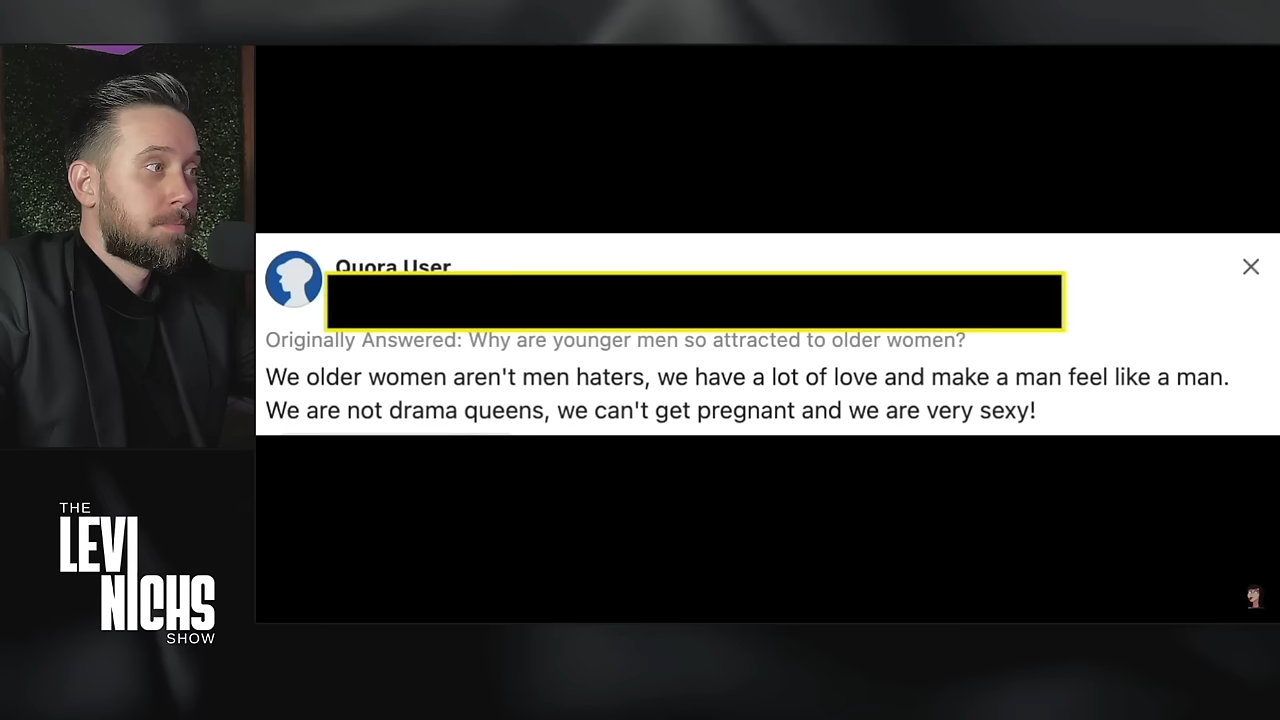 Quora User
Originally Answered: Why are younger men so attracted to older women?
We older women aren't men haters, we have a lot of love and make a man feel like a man.
We are not drama queens, we can't get pregnant and we are very sexy!
THE
LEVI
NICHS
SHOW